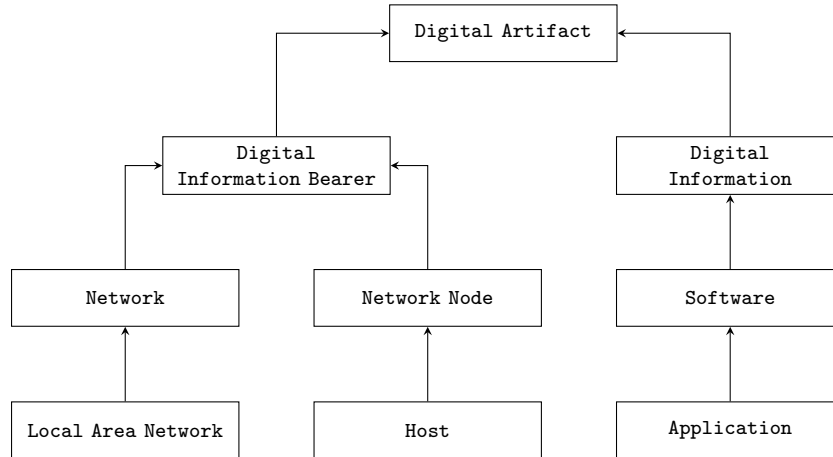 Digital Artifact
Digital
Information Bearer
Digital
Information
Network
Network Node
Software
Local Area Network
Host
Application